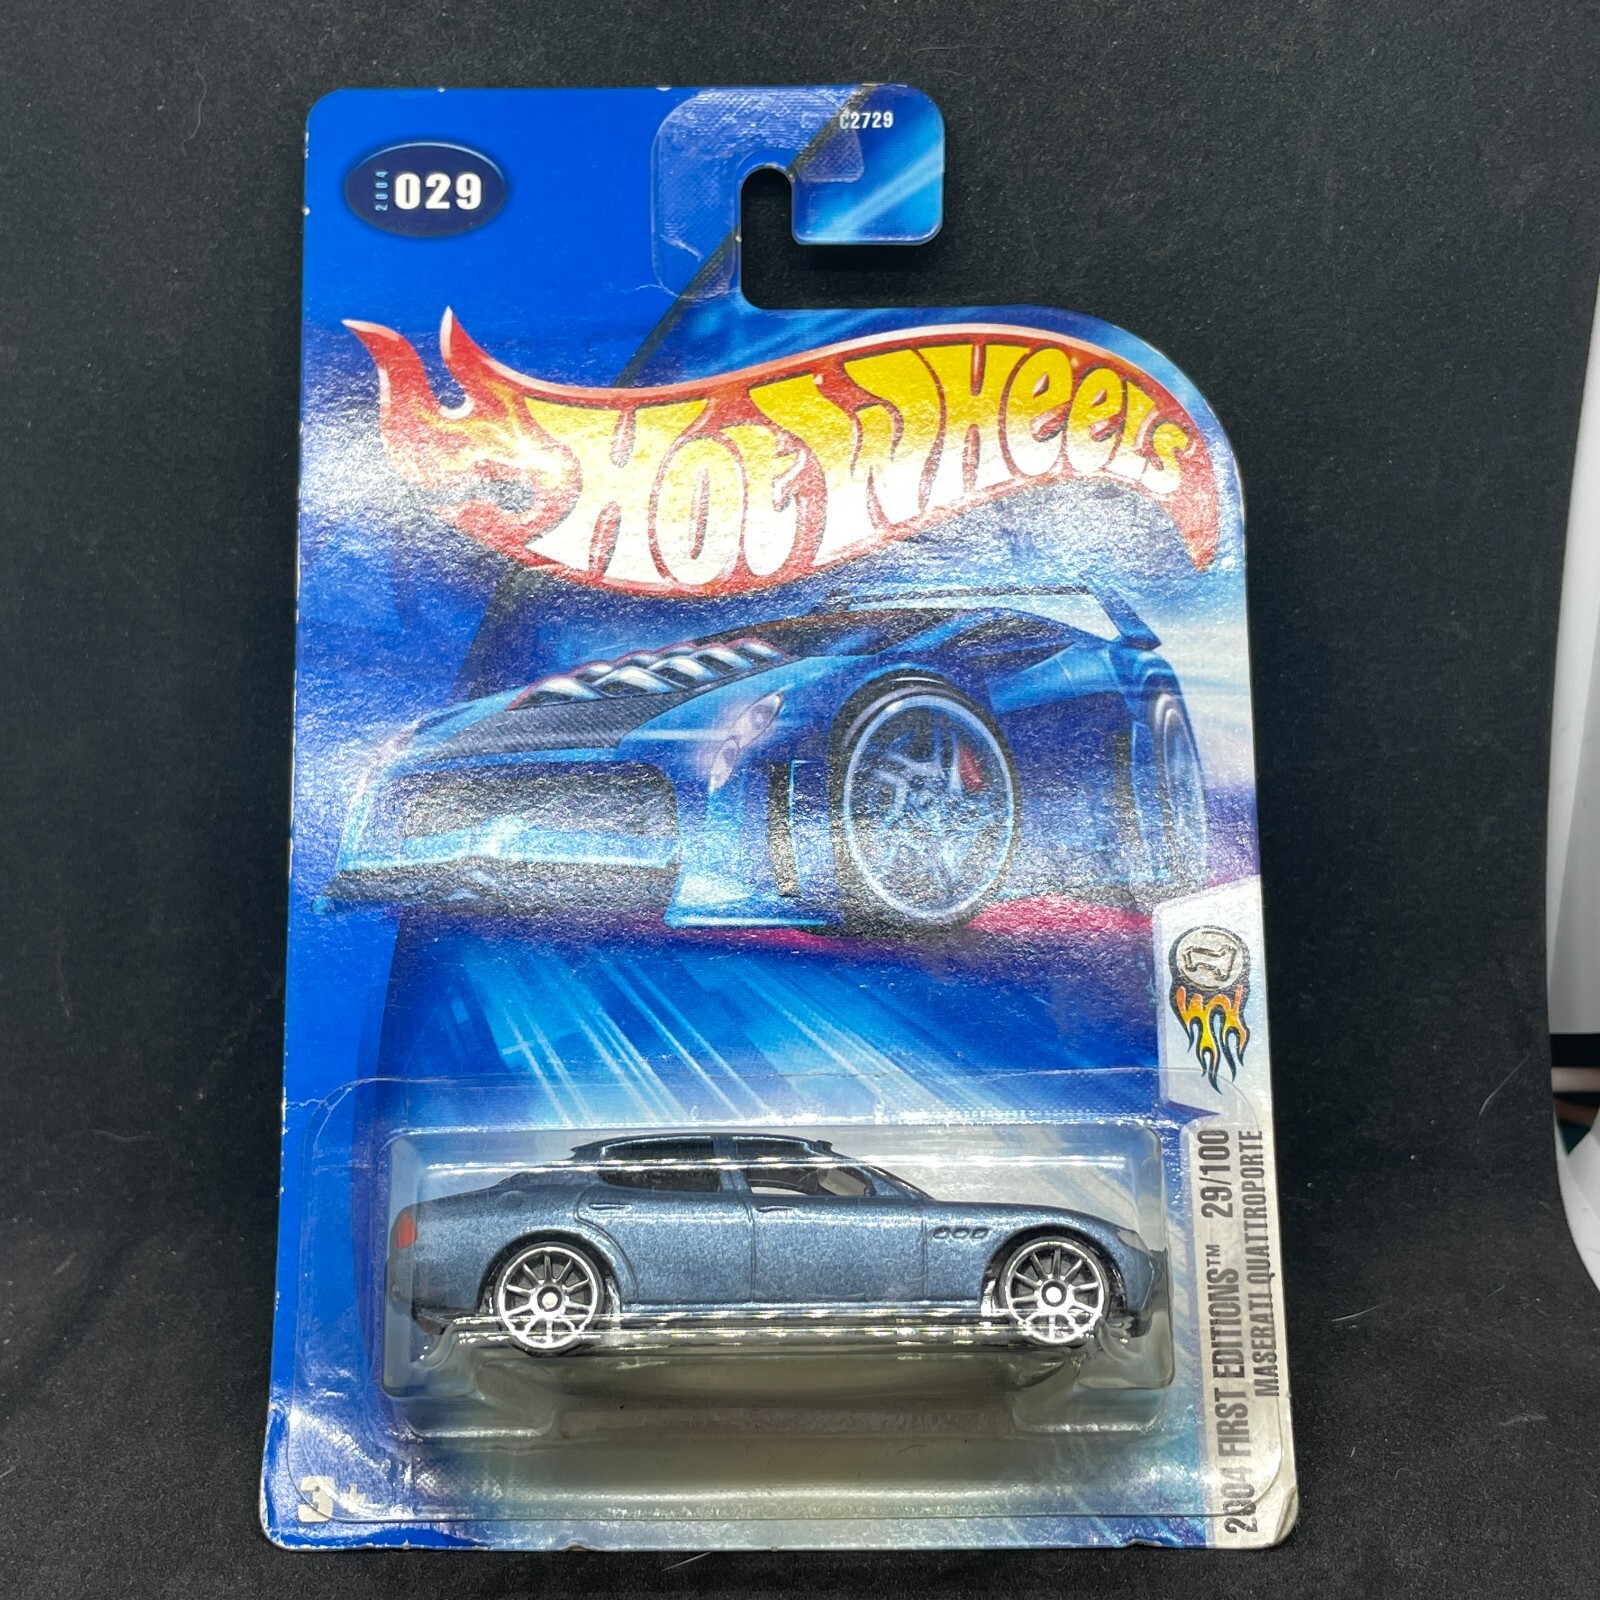 C2729
2004
029
HOT WHEELS
2004 FIRST EDITIONS™ 29/100
MASERATI QUATTROPORTE
3+